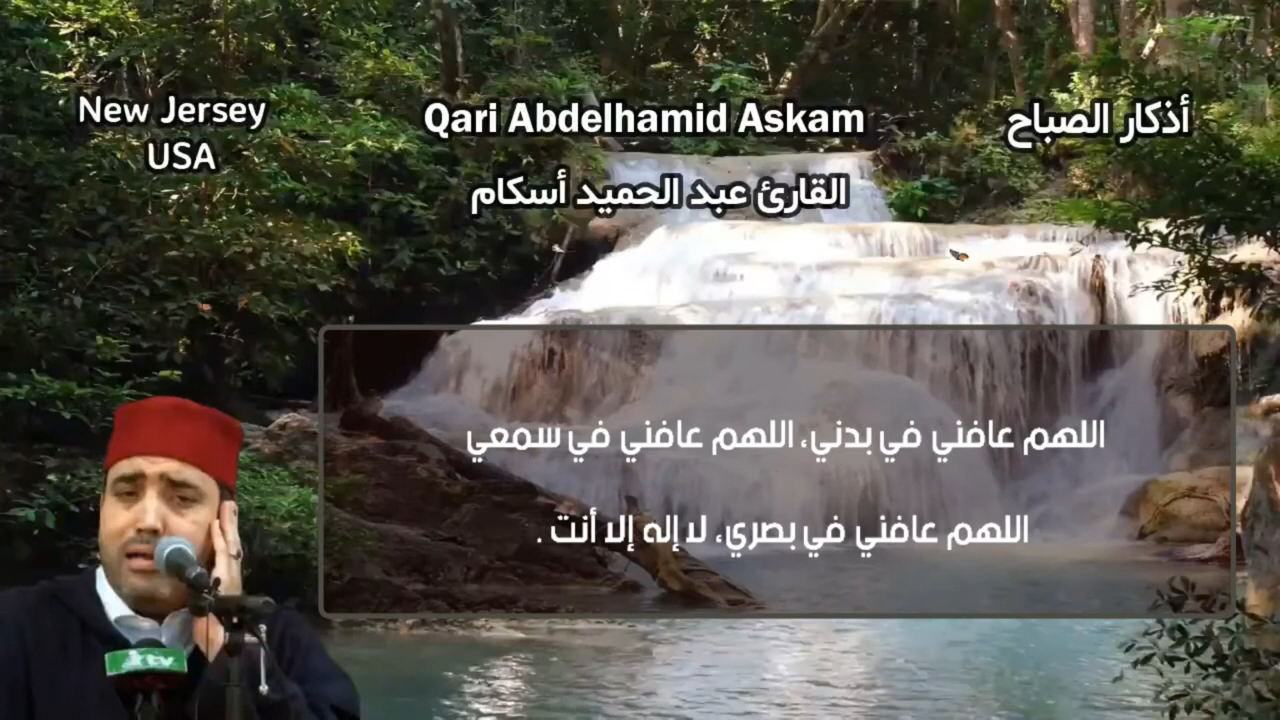 New Jersey
USA
Qari Abdelhamid Askam
القارئ عبد الحميد أسكام
أذكار الصباح
اللهم عافني في بدني، اللهم عافني في سمعي
اللهم عافني في بصري، لا إله إلا أنت .
tv